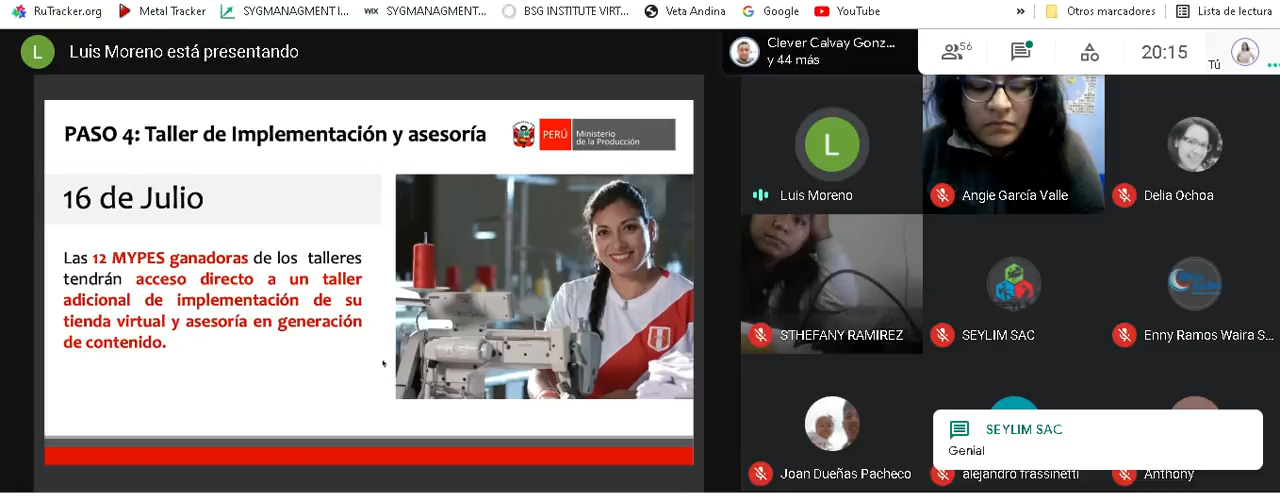 RuTracker.org
Metal Tracker
SYGMANAGMENT I...
WIX SYGMANAGMENT...
BSG INSTITUTE VIRT...
Veta Andina
Google
YouTube
»
Otros marcadores
Lista de lectura
L Luis Moreno está presentando
Clever Calvay Gonz...
y 44 más
56
20:15
Tú
PASO 4: Taller de Implementación y asesoría
PERÚ
Ministerio
de la Producción
16 de Julio
Las 12 MYPES ganadoras de los talleres
tendrán acceso directo a un taller
adicional de implementación de su
tienda virtual y asesoría en generación
de contenido.
L
Luis Moreno
Angie García Valle
Delia Ochoa
STHEFANY RAMIREZ
SEYLIM SAC
Enny Ramos Waira S...
Joan Dueñas Pacheco
alejandro frassinetti
Anthony
SEYLIM SAC
Genial